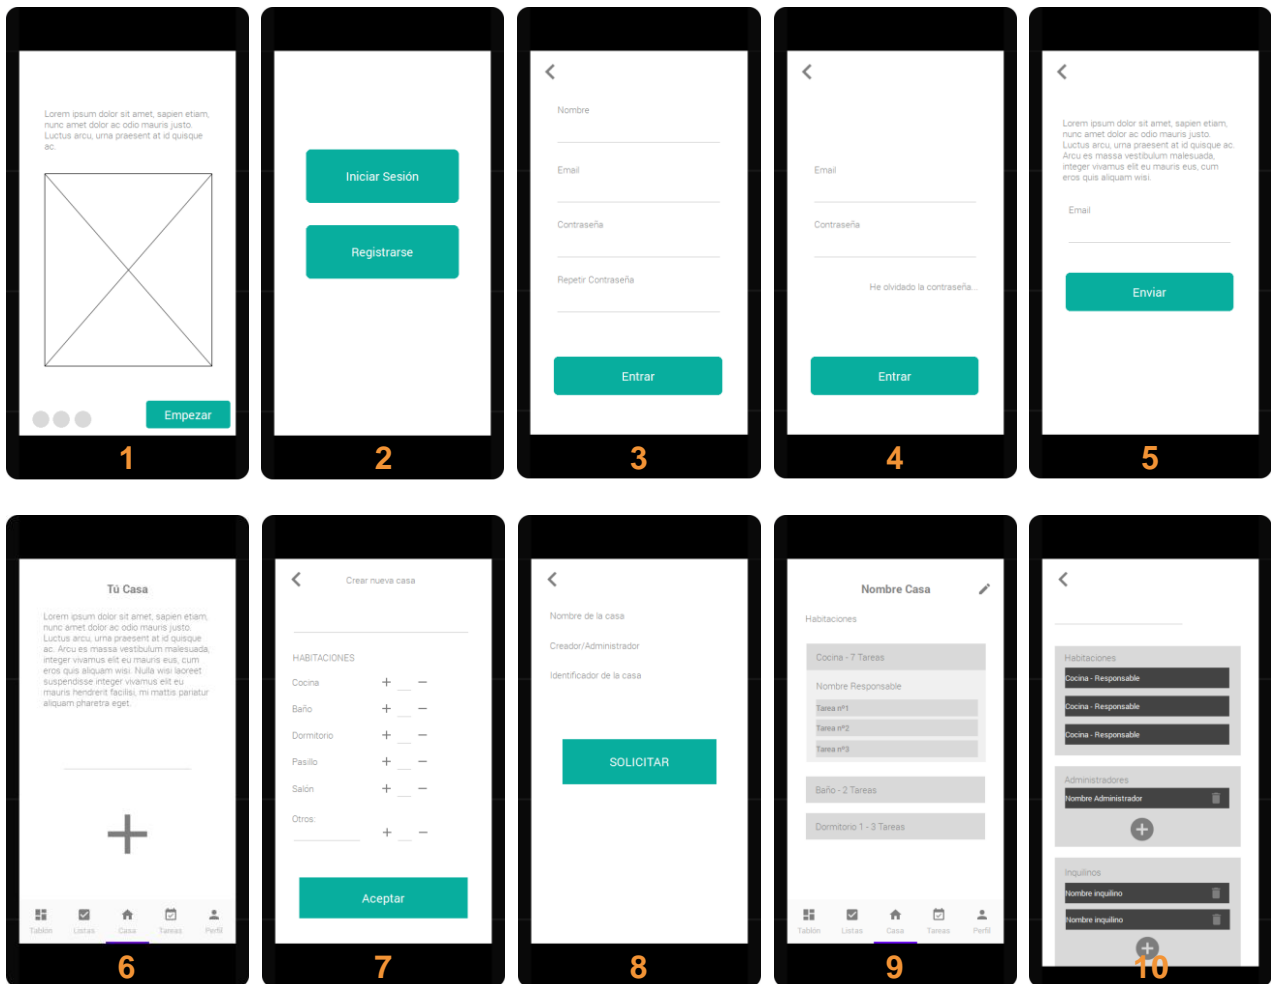 Lorem ipsum dolor sit amet, sapien etiam,
nunc amet dolor ac odio mauris justo.
Luctus arcu, urna praesent at id quisque
ac.
Empezar
1
Iniciar Sesión
Registrarse
2
Nombre
Email
Contraseña
Repetir Contraseña
Entrar
3
Email
Contraseña
He olvidado la contraseña...
Entrar
4
Lorem ipsum dolor sit amet, sapien etiam,
nunc amet dolor ac odio mauris justo.
Luctus arcu, urna praesent at id quisque ac.
Arcu es massa vestibulum malesuada,
integer vivamus elit eu mauris eus, cum
eros quis aliquam wisi.
Email
Enviar
5
Tú Casa
Lorem ipsum dolor sit amet, sapien etiam,
nunc amet dolor ac odio mauris justo.
Luctus arcu, urna praesent at id quisque
ac. Arcu es massa vestibulum malesuada,
integer vivamus elit eu mauris eus, cum
eros quis aliquam wisi. Nulla wisi laoreet
suspendisse integer vivamus elit eu
mauris hendrerit facilisi, mi mattis pariatur
aliquam pharetra eget.
Tablón Listas Casa Tareas Perfil
6
Crear nueva casa
HABITACIONES
Cocina + −
Baño + −
Dormitorio + −
Pasillo + −
Salón + −
Otros:
+ −
Aceptar
7
Nombre de la casa
Creador/Administrador
Identificador de la casa
SOLICITAR
8
Nombre Casa
Habitaciones
Cocina - 7 Tareas
Nombre Responsable
Tarea nº1
Tarea nº2
Tarea nº3
Baño - 2 Tareas
Dormitorio 1 - 3 Tareas
Tablón Listas Casa Tareas Perfil
9
Habitaciones
Cocina - Responsable
Cocina - Responsable
Cocina - Responsable
Administradores
Nombre Administrador
Inquilinos
Nombre inquilino
Nombre inquilino
10